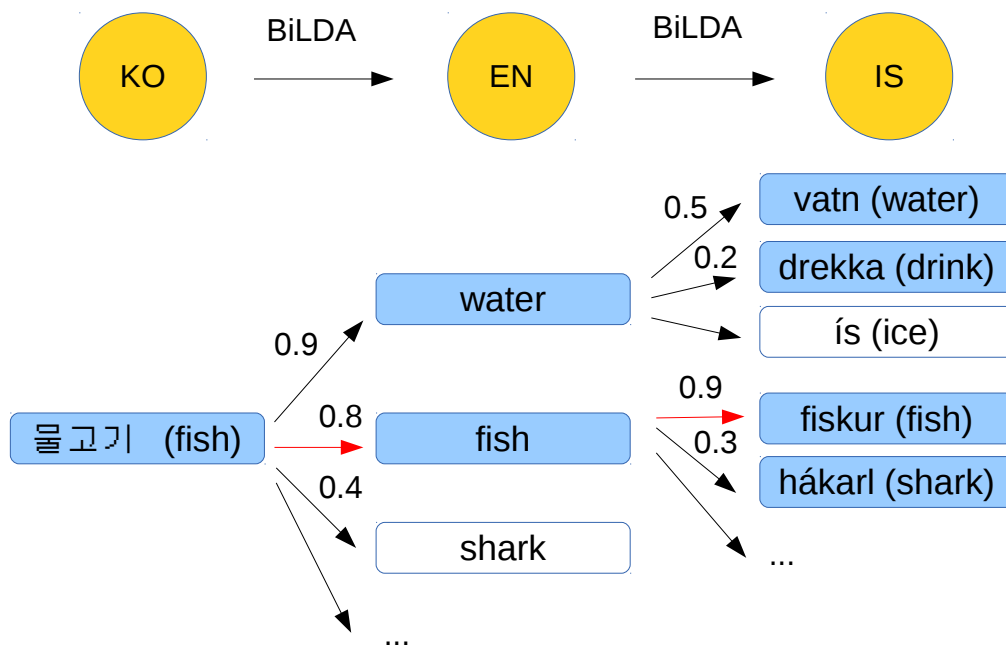 BiLDA
BiLDA
KO
EN
IS
vatn (water)
0.5
drekka (drink)
0.2
water
ís (ice)
0.9
0.9
fiskur (fish)
0.8
물고기 (fish)
fish
0.3
hákarl (shark)
0.4
shark
...
...